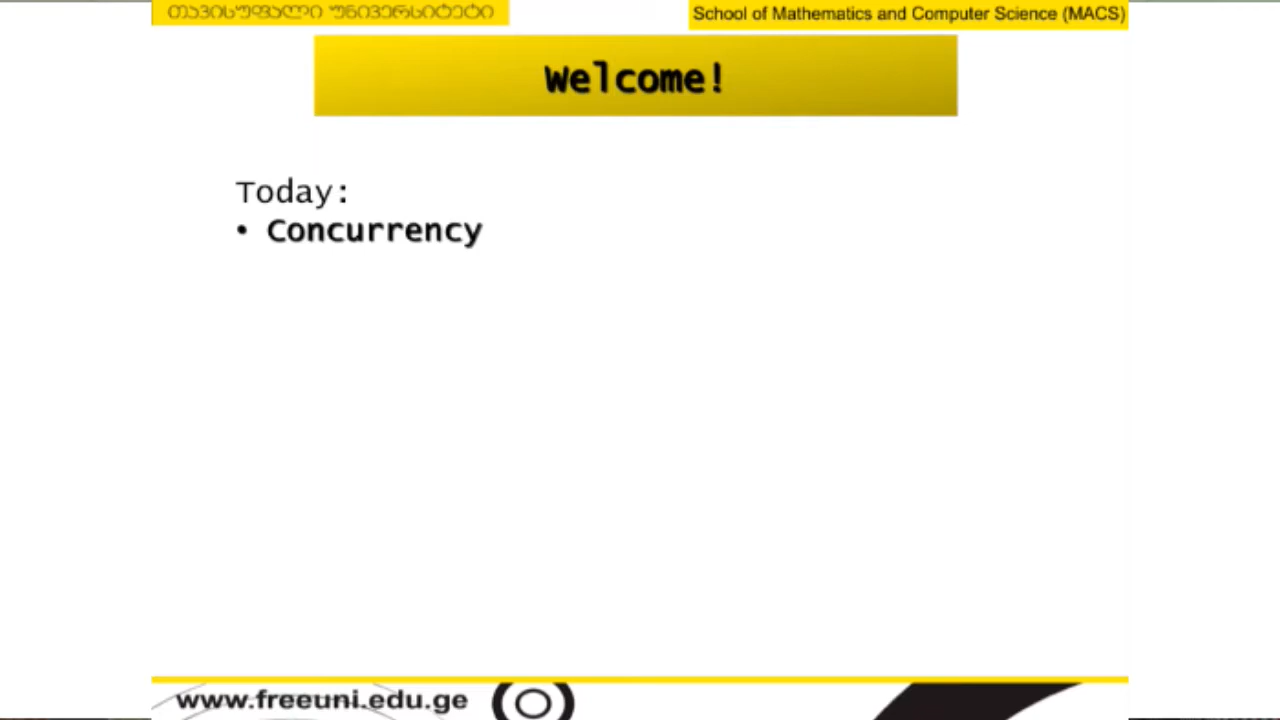 თავისუფალი უნივერსიტეტი
School of Mathematics and Computer Science (MACS)
Welcome!
Today:
• Concurrency
www.freeuni.edu.ge